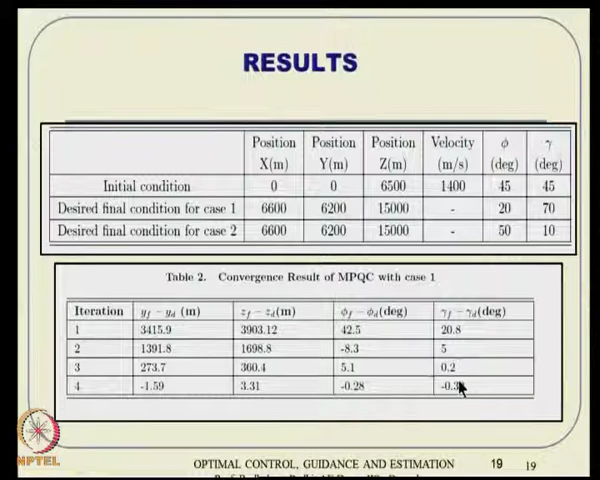 RESULTS
Position Position Position Velocity ϕ γ
X(m) Y(m) Z(m) (m/s) (deg) (deg)
Initial condition 0 0 6500 1400 45 45
Desired final condition for case 1 6600 6200 15000 - 20 70
Desired final condition for case 2 6600 6200 15000 - 50 10
Table 2. Convergence Result of MPQC with case 1
Iteration y_f − y_d (m) z_f − z_d(m) ϕ_f − ϕ_d(deg) γ_f − γ_d(deg)
1 3415.9 3903.12 42.5 20.8
2 1391.8 1698.8 -8.3 5
3 273.7 360.4 5.1 0.2
4 -1.59 3.31 -0.28
NPTEL
OPTIMAL CONTROL, GUIDANCE AND ESTIMATION 19 19